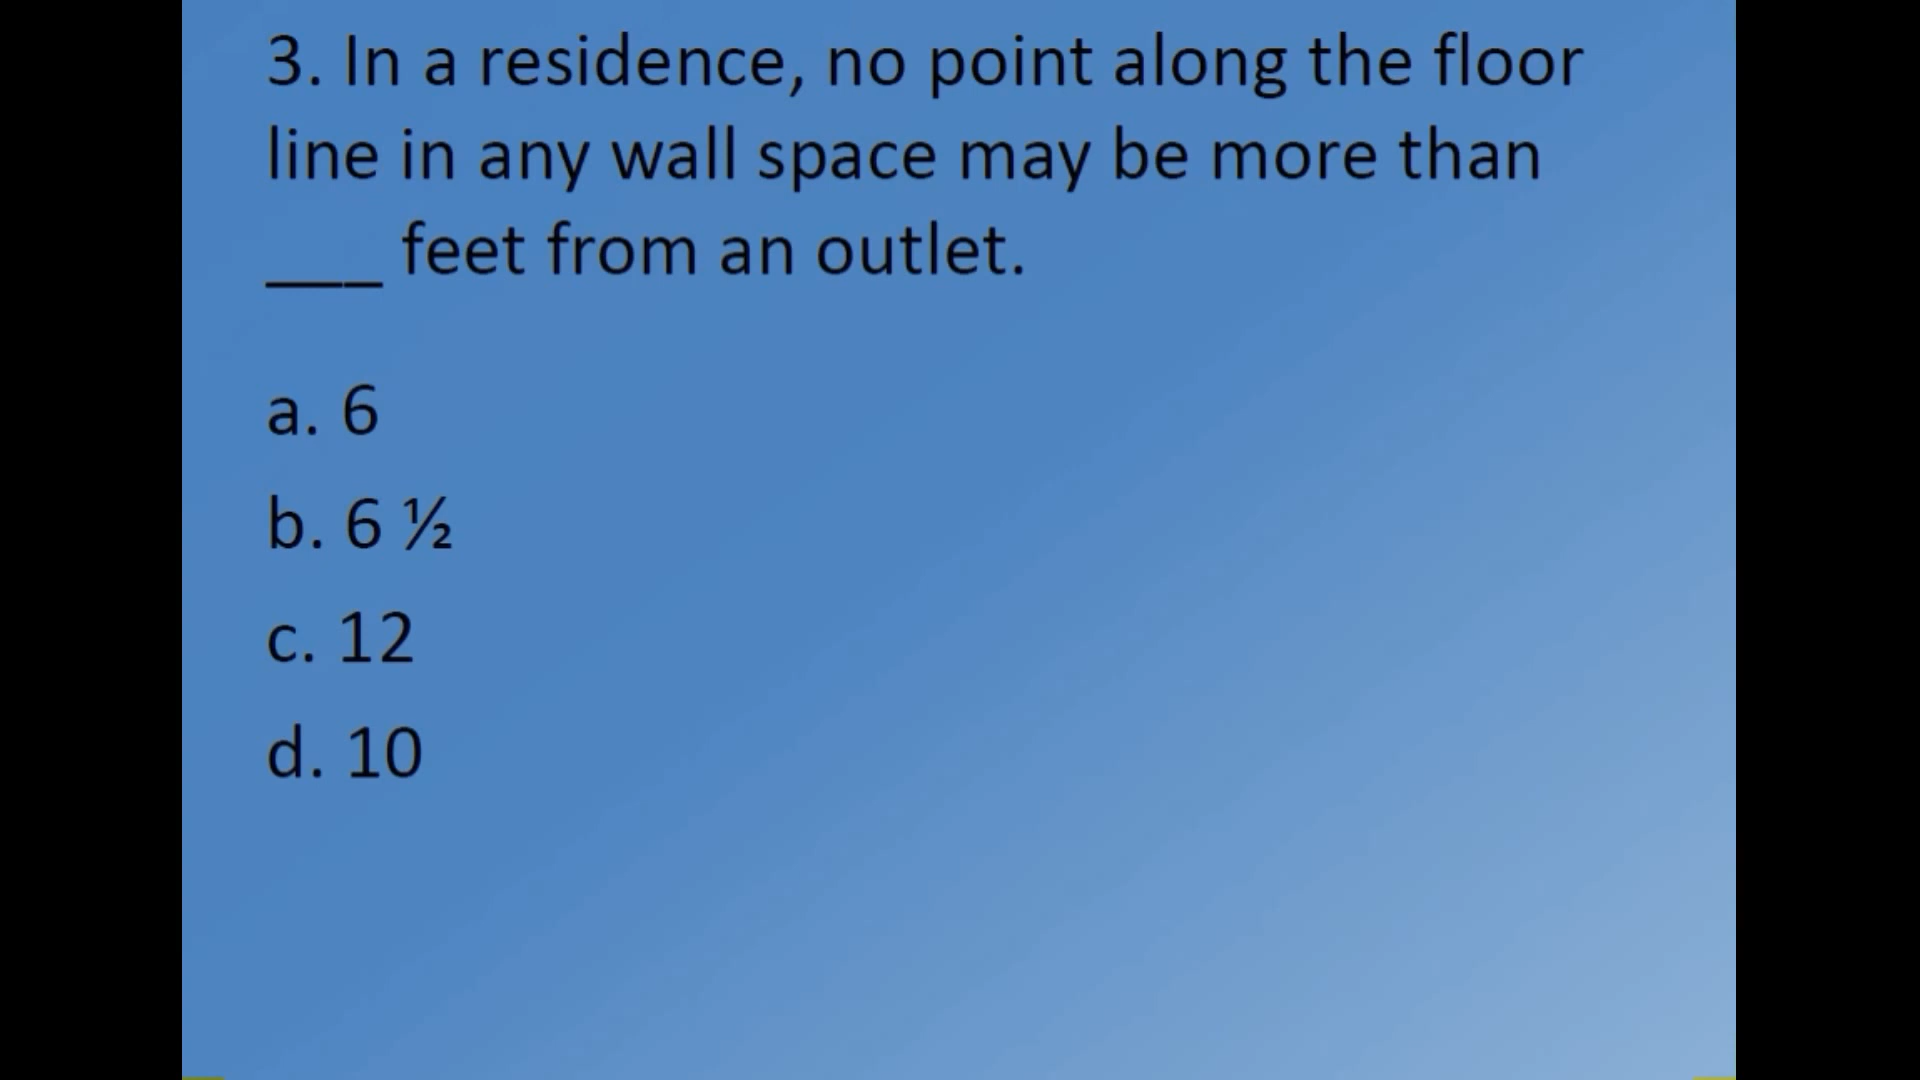 3. In a residence, no point along the floor
line in any wall space may be more than
___ feet from an outlet.
a. 6
b. 6 ½
c. 12
d. 10